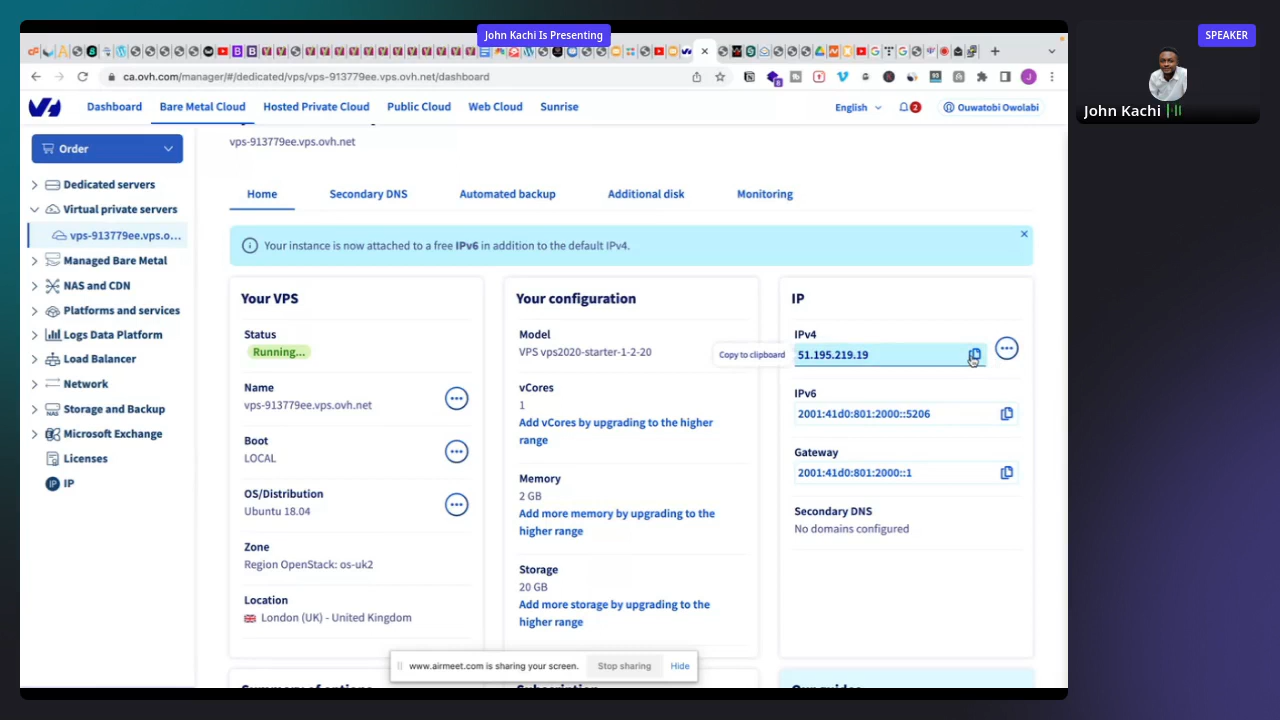 John Kachi Is Presenting
SPEAKER
John Kachi
ca.ovh.com/manager/#/dedicated/vps/vps-913779ee.vps.ovh.net/dashboard
Dashboard
Bare Metal Cloud
Hosted Private Cloud
Public Cloud
Web Cloud
Sunrise
English
2
Ouwatobi Owolabi
Order
Dedicated servers
Virtual private servers
vps-913779ee.vps.o...
Managed Bare Metal
NAS and CDN
Platforms and services
Logs Data Platform
Load Balancer
Network
Storage and Backup
Microsoft Exchange
Licenses
IP
vps-913779ee.vps.ovh.net
Home
Secondary DNS
Automated backup
Additional disk
Monitoring
Your instance is now attached to a free IPv6 in addition to the default IPv4.
Your VPS
Status
Running...
Name
vps-913779ee.vps.ovh.net
Boot
LOCAL
OS/Distribution
Ubuntu 18.04
Zone
Region OpenStack: os-uk2
Location
London (UK) - United Kingdom
Your configuration
Model
VPS vps2020-starter-1-2-20
vCores
1
Add vCores by upgrading to the higher
range
Memory
2 GB
Add more memory by upgrading to the
higher range
Storage
20 GB
Add more storage by upgrading to the
higher range
IP
IPv4
Copy to clipboard
51.195.219.19
IPv6
2001:41d0:801:2000::5206
Gateway
2001:41d0:801:2000::1
Secondary DNS
No domains configured
www.airmeet.com is sharing your screen.
Stop sharing
Hide
Summary of options
Subscription
Our guides